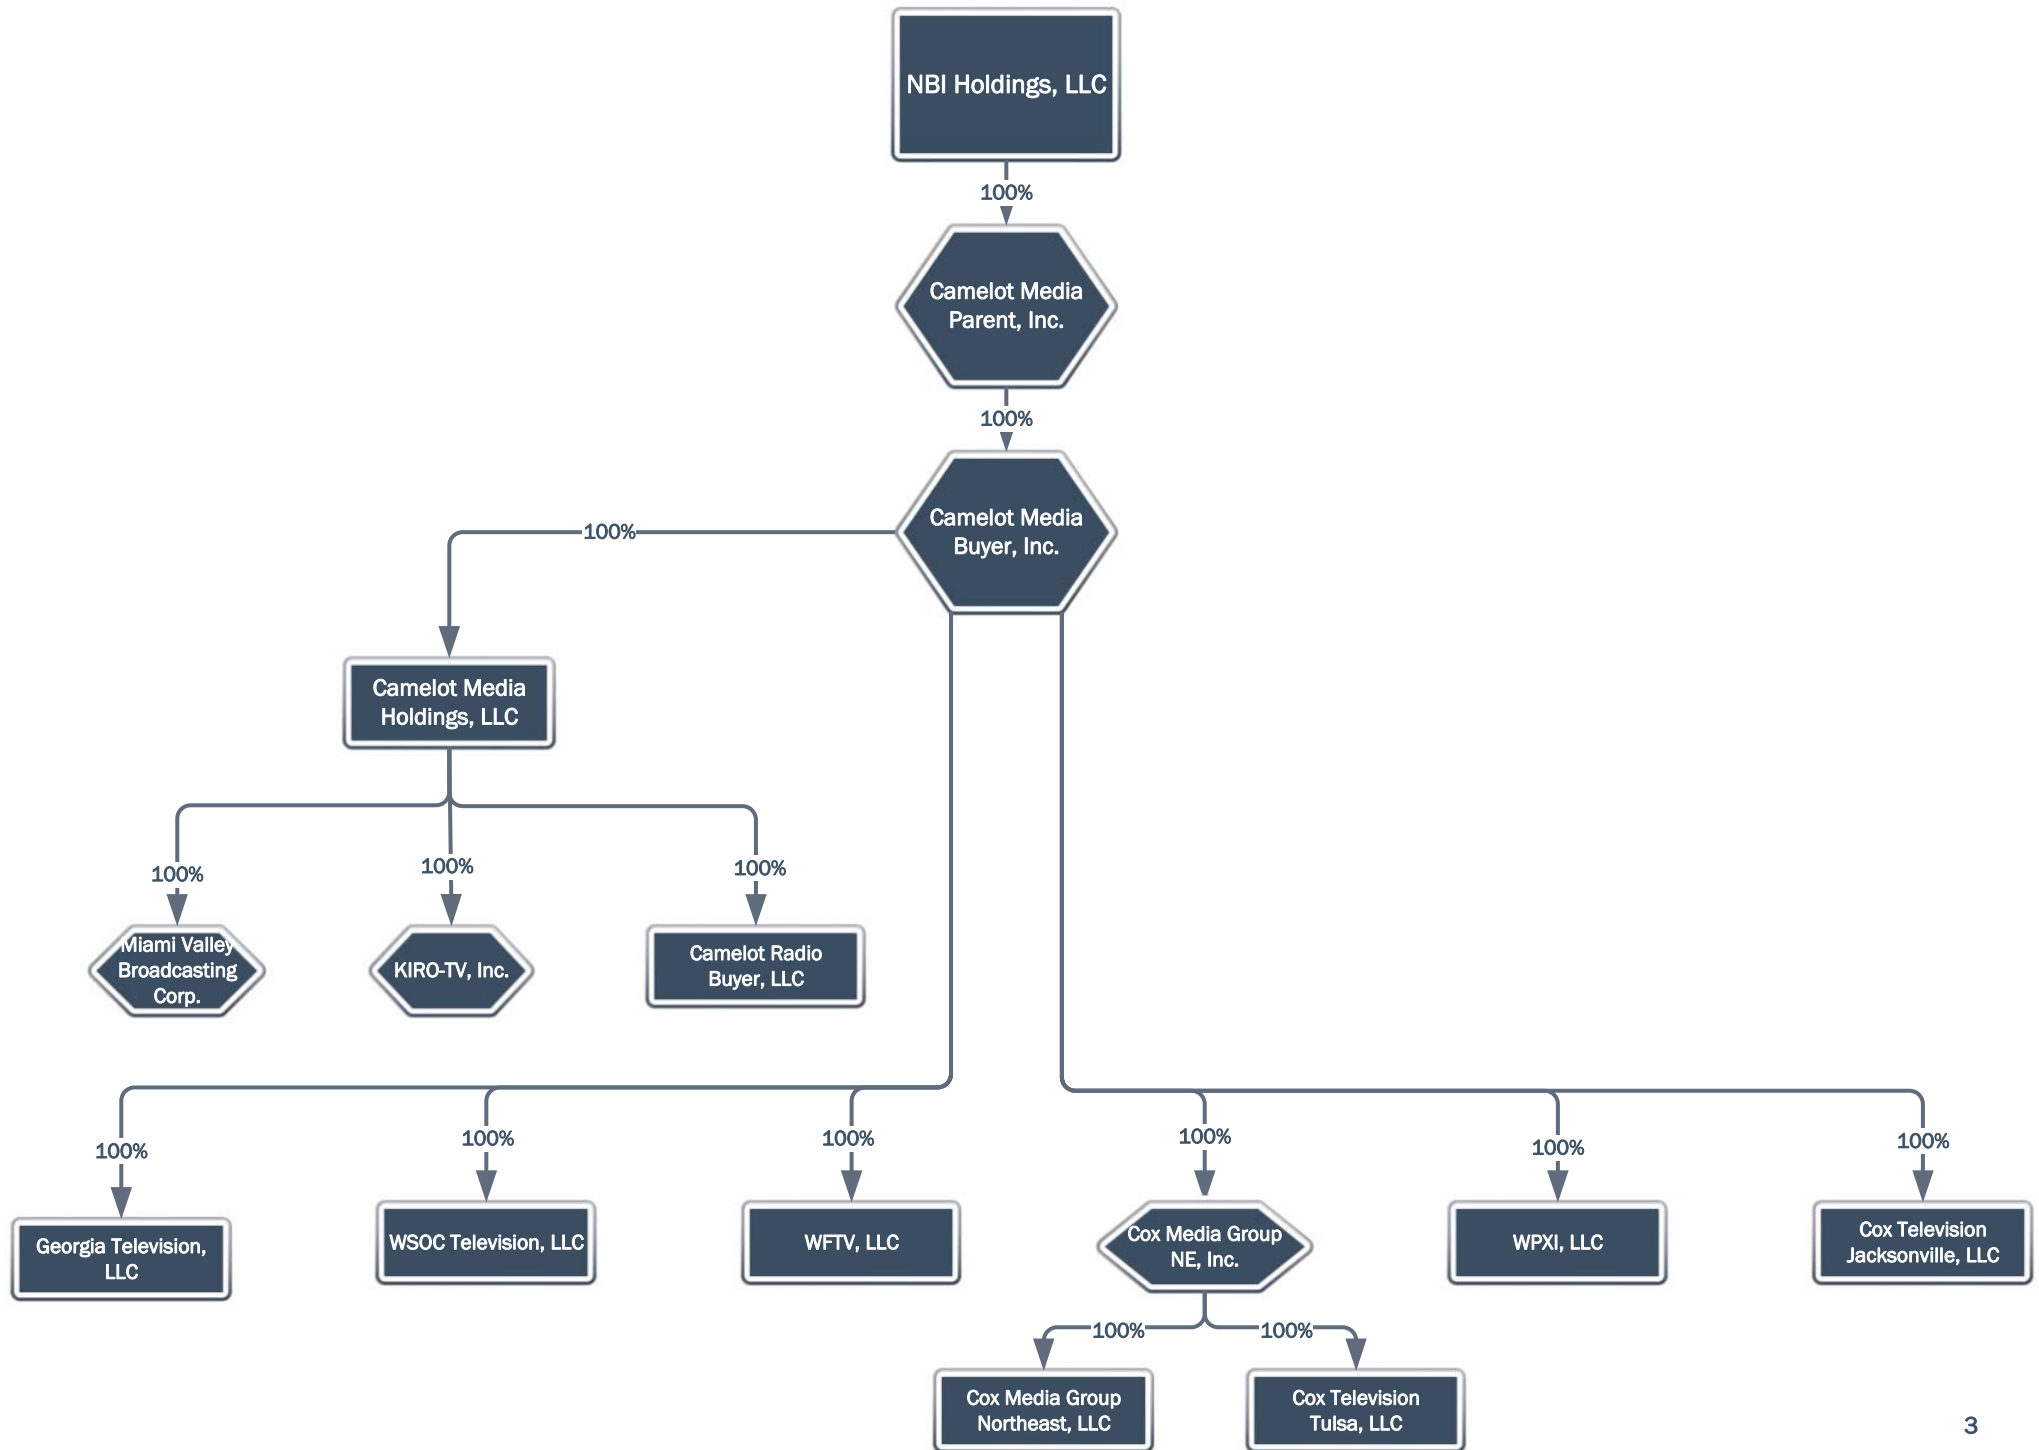 NBI Holdings, LLC
100%
Camelot Media
Parent, Inc.
100%
Camelot Media
Buyer, Inc.
100%
Camelot Media
Holdings, LLC
100%
100%
100%
Miami Valley
Broadcasting
Corp.
KIRO-TV, Inc.
Camelot Radio
Buyer, LLC
100%
100%
100%
100%
100%
100%
Georgia Television,
LLC
WSOC Television, LLC
WFTV, LLC
Cox Media Group
NE, Inc.
WPXI, LLC
Cox Television
Jacksonville, LLC
100%
100%
Cox Media Group
Northeast, LLC
Cox Television
Tulsa, LLC
3